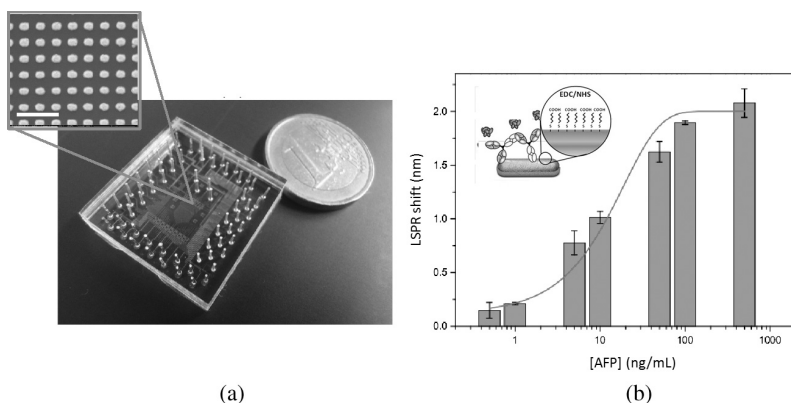 EDC/NHS
COOH COOH COOH COOH
S S S S S
2.0
1.5
1.0
0.5
0.0
LSPR shift (nm)
1 10 100 1000
[AFP] (ng/mL)
(a) (b)